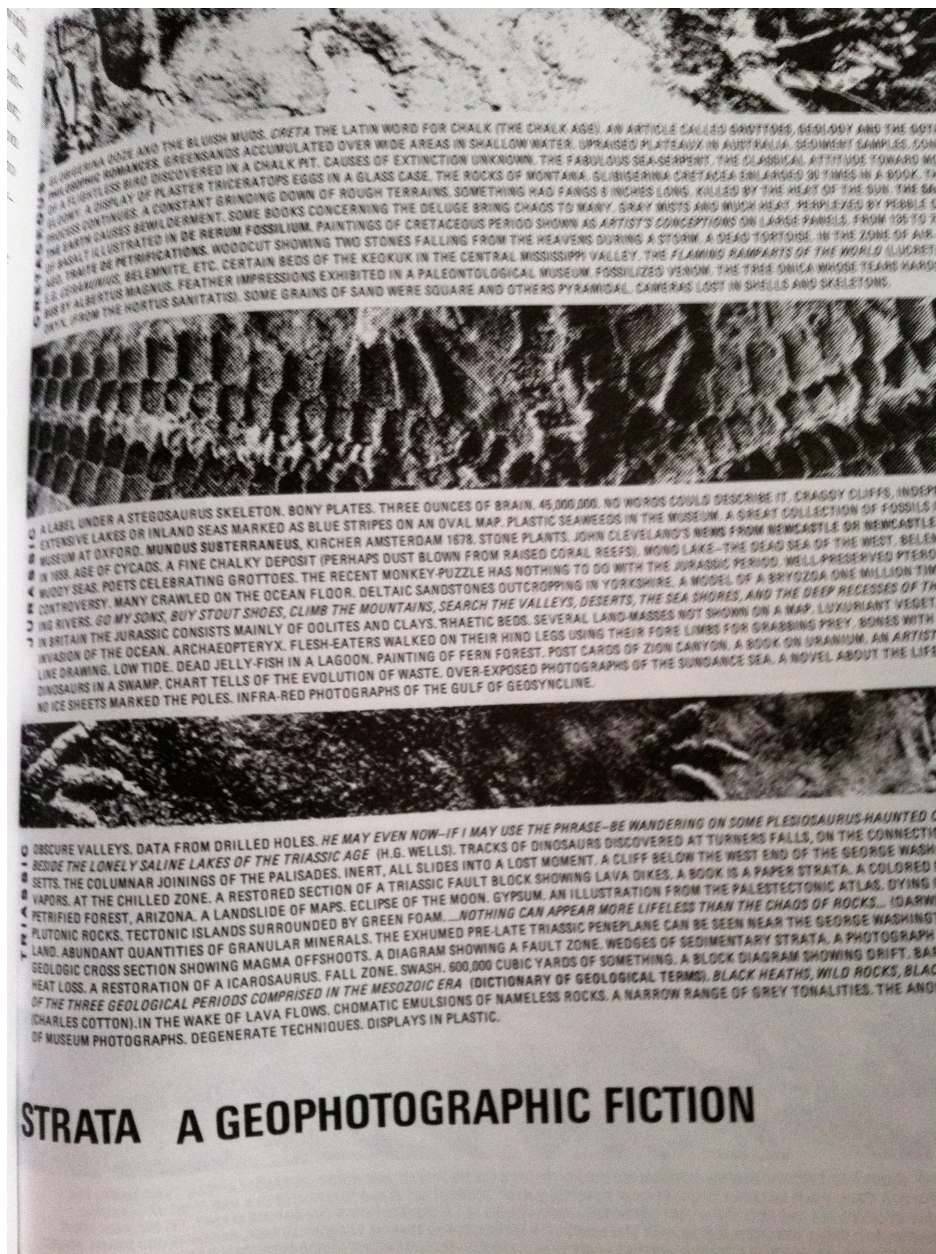 CRETACEOUS
GLOBIGERINA OOZE AND THE BLUISH MUDS. CRETA THE LATIN WORD FOR CHALK (THE CHALK AGE). AN ARTICLE CALLED GROTTOES, GEOLOGY AND THE
PHILOSOPHIC ROMANCES. GREENSANDS ACCUMULATED OVER WIDE AREAS IN SHALLOW WATER. UPRAISED PLATEAUX IN AUSTRALIA. SEDIMENT SAMPLES.
OF A FLIGHTLESS BIRD DISCOVERED IN A CHALK PIT. CAUSES OF EXTINCTION UNKNOWN. THE FABULOUS SEA-SERPENT. THE CLASSICAL ATTITUDE TOWARD
GLOOMY. A DISPLAY OF PLASTER TRICERATOPS EGGS IN A GLASS CASE. THE ROCKS OF MONTANA. CRETACEA ENLARGED 30 TIMES IN A BOOK.
PROCESS CONTINUES. A CONSTANT GRINDING DOWN OF ROUGH TERRAINS. SOMETHING HAD FANGS 6 INCHES LONG. KILLED BY THE HEAT OF THE SUN. THE
THE EARTH CAUSES BEWILDERMENT. SOME BOOKS CONCERNING THE DELUGE BRING CHAOS TO MANY. GRAY MISTS AND MUCH HEAT. PERPLEXED BY PEBBLE
OF BASALT ILLUSTRATED IN DE RERUM FOSSILIUM. PAINTINGS OF CRETACEOUS PERIOD SHOWN AS ARTIST'S CONCEPTIONS ON LARGE PANELS. FROM 135 TO
AGO. TRAITE DE PETRIFICATIONS. WOODCUT SHOWING TWO STONES FALLING FROM THE HEAVENS DURING A STORM. A DEAD TORTOISE. IN THE ZONE OF
E.G. CERAUNIUS, BELEMNITE, ETC. CERTAIN BEDS OF THE KEOKUK IN THE CENTRAL MISSISSIPPI VALLEY. THE FLAMING RAMPARTS OF THE WORLD
BUS BY ALBERTUS MAGNUS. FEATHER IMPRESSIONS EXHIBITED IN A PALEONTOLOGICAL MUSEUM. FOSSILIZED VENOM. THE TREE ONICA WHOSE TEARS
ONYX. (FROM THE HORTUS SANITATIS). SOME GRAINS OF SAND WERE SQUARE AND OTHERS PYRAMIDAL. CAMERAS LOST IN SHELLS AND SKELETONS.
JURASSIC
A LABEL UNDER A STEGOSAURUS SKELETON. BONY PLATES. THREE OUNCES OF BRAIN. 45,000,000. NO WORDS COULD DESCRIBE IT. CRAGGY CLIFFS,
EXTENSIVE LAKES OR INLAND SEAS MARKED AS BLUE STRIPES ON AN OVAL MAP. PLASTIC SEAWEEDS IN THE MUSEUM. A GREAT COLLECTION OF FOSSILS
MUSEUM AT OXFORD. MUNDUS SUBTERRANEUS, KIRCHER AMSTERDAM 1678. STONE PLANTS. JOHN CLEVELAND'S NEWS FROM NEWCASTLE OR NEWCASTLE
AGE OF CYCADS. A FINE CHALKY DEPOSIT (PERHAPS DUST BLOWN FROM RAISED CORAL REEFS). MONO LAKE—THE DEAD SEA OF THE WEST.
MUDDY SEAS. POETS CELEBRATING GROTTOES. THE RECENT MONKEY-PUZZLE HAS NOTHING TO DO WITH THE JURASSIC PERIOD. WELL-PRESERVED
CONTROVERSY. MANY CRAWLED ON THE OCEAN FLOOR. DELTAIC SANDSTONES OUTCROPPING IN YORKSHIRE. A MODEL OF A BRYOZOA ONE MILLION
ING RIVERS. GO MY SONS, BUY STOUT SHOES, CLIMB THE MOUNTAINS, SEARCH THE VALLEYS, DESERTS, THE SEA SHORES, AND THE DEEP RECESSES OF
IN BRITAIN THE JURASSIC CONSISTS MAINLY OF OOLITES AND CLAYS. RHAETIC BEDS. SEVERAL LAND-MASSES NOT SHOWN ON A MAP. LUXURIANT
INVASION OF THE OCEAN. ARCHAEOPTERYX. FLESH-EATERS WALKED ON THEIR HIND LEGS USING THEIR FORE LIMBS FOR GRABBING PREY. BONES WITH
LINE DRAWING. LOW TIDE. DEAD JELLY-FISH IN A LAGOON. PAINTING OF FERN FOREST. POST CARDS OF ZION CANYON. A BOOK ON URANIUM. AN ARTIST
DINOSAURS IN A SWAMP. CHART TELLS OF THE EVOLUTION OF WASTE. OVER-EXPOSED PHOTOGRAPHS OF THE SUNDANCE SEA. A NOVEL ABOUT THE
NO ICE SHEETS MARKED THE POLES. INFRA-RED PHOTOGRAPHS OF THE GULF OF GEOSYNCLINE.
TRIASSIC
OBSCURE VALLEYS. DATA FROM DRILLED HOLES. HE MAY EVEN NOW—IF I MAY USE THE PHRASE—BE WANDERING ON SOME PLESIOSAURUS-HAUNTED
BESIDE THE LONELY SALINE LAKES OF THE TRIASSIC AGE (H.G. WELLS). TRACKS OF DINOSAURS DISCOVERED AT TURNERS FALLS, ON THE
SETTS. THE COLUMNAR JOININGS OF THE PALISADES. INERT, ALL SLIDES INTO A LOST MOMENT. A CLIFF BELOW THE WEST END OF THE GEORGE
VAPORS. AT THE CHILLED ZONE. A RESTORED SECTION OF A TRIASSIC FAULT BLOCK SHOWING LAVA DIKES. A BOOK IS A PAPER STRATA. A COLORED
PETRIFIED FOREST, ARIZONA. A LANDSLIDE OF MAPS. ECLIPSE OF THE MOON. GYPSUM. AN ILLUSTRATION FROM THE PALESTECTONIC ATLAS. DYING
PLUTONIC ROCKS. TECTONIC ISLANDS SURROUNDED BY GREEN FOAM. ...NOTHING CAN APPEAR MORE LIFELESS THAN THE CHAOS OF ROCKS...
LAND. ABUNDANT QUANTITIES OF GRANULAR MINERALS. THE EXHUMED PRE-LATE TRIASSIC PENEPLANE CAN BE SEEN NEAR THE GEORGE
GEOLOGIC CROSS SECTION SHOWING MAGMA OFFSHOOTS. A DIAGRAM SHOWING A FAULT ZONE. WEDGES OF SEDIMENTARY STRATA. A PHOTOGRAPH
HEAT LOSS. A RESTORATION OF A ICAROSAURUS. FALL ZONE. SWASH. 600,000 CUBIC YARDS OF SOMETHING. A BLOCK DIAGRAM SHOWING DRIFT.
OF THE THREE GEOLOGICAL PERIODS COMPRISED IN THE MESOZOIC ERA (DICTIONARY OF GEOLOGICAL TERMS). BLACK HEATHS, WILD ROCKS,
(CHARLES COTTON).IN THE WAKE OF LAVA FLOWS. CHOMATIC EMULSIONS OF NAMELESS ROCKS. A NARROW RANGE OF GREY TONALITIES. THE
OF MUSEUM PHOTOGRAPHS. DEGENERATE TECHNIQUES. DISPLAYS IN PLASTIC.
STRATA A GEOPHOTOGRAPHIC FICTION